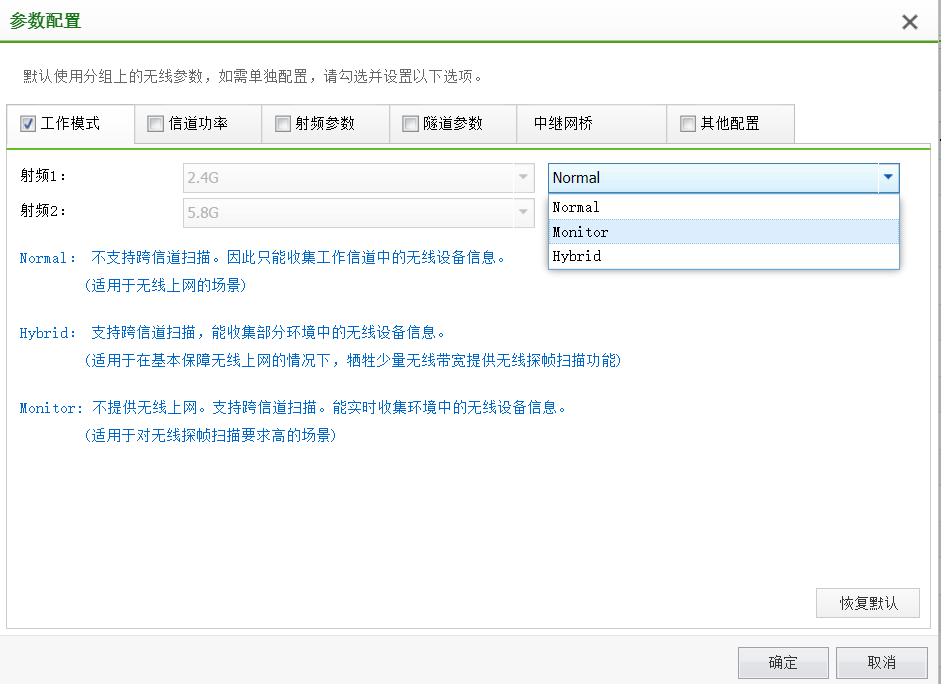 参数配置
默认使用分组上的无线参数，如需单独配置，请勾选并设置以下选项。
工作模式 信道功率 射频参数 隧道参数 中继网桥 其他配置
射频1： 2.4G Normal
射频2： 5.8G
Normal
Monitor
Hybrid
Normal： 不支持跨信道扫描。因此只能收集工作信道中的无线设备信息。
(适用于无线上网的场景)
Hybrid： 支持跨信道扫描，能收集部分环境中的无线设备信息。
(适用于在基本保障无线上网的情况下，牺牲少量无线带宽提供无线探帧扫描功能)
Monitor: 不提供无线上网。支持跨信道扫描。能实时收集环境中的无线设备信息。
(适用于对无线探帧扫描要求高的场景)
恢复默认
确定 取消